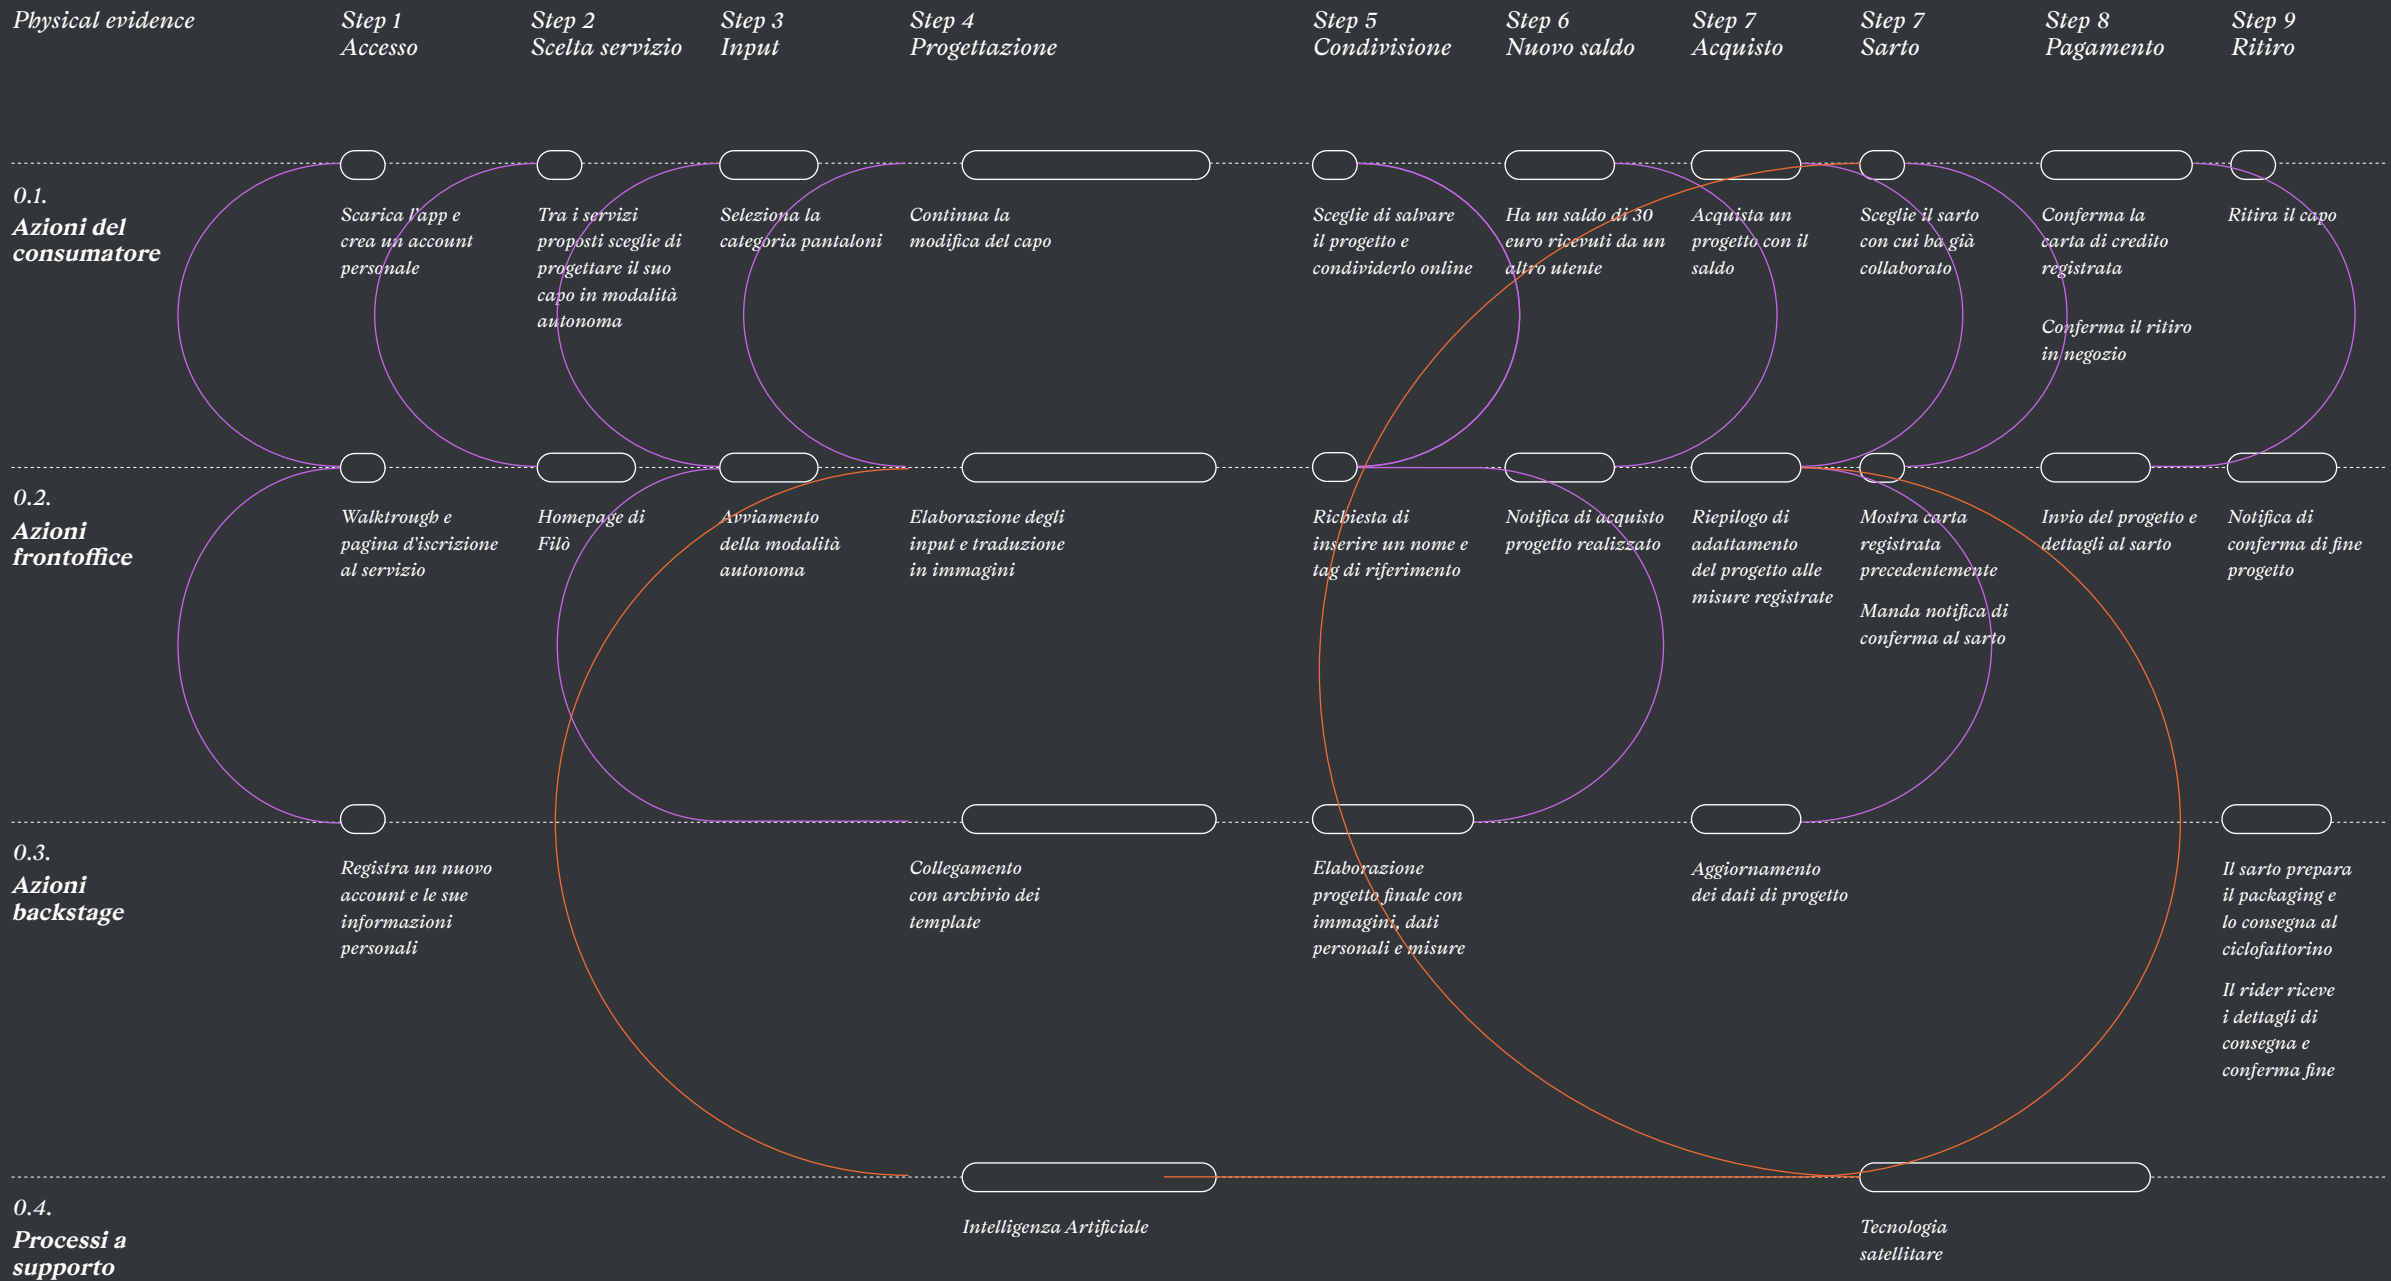 Physical evidence
Step 1
Accesso
Step 2
Scelta servizio
Step 3
Input
Step 4
Progettazione
Step 5
Condivisione
Step 6
Nuovo saldo
Step 7
Acquisto
Step 7
Sarto
Step 8
Pagamento
Step 9
Ritiro
0.1.
Azioni del
consumatore
Scarica l'app e
crea un account
personale
Tra i servizi
proposti sceglie di
progettare il suo
capo in modalità
autonoma
Seleziona la
categoria pantaloni
Continua la
modifica del capo
Sceglie di salvare
il progetto e
condividerlo online
Ha un saldo di 30
euro ricevuti da un
altro utente
Acquista un
progetto con il
saldo
Sceglie il sarto
con cui ha già
collaborato
Conferma la
carta di credito
registrata
Conferma il ritiro
in negozio
Ritira il capo
0.2.
Azioni
frontoffice
Walktrough e
pagina d'iscrizione
al servizio
Homepage di
Filò
Avviamento
della modalità
autonoma
Elaborazione degli
input e traduzione
in immagini
Richiesta di
inserire un nome e
tag di riferimento
Notifica di acquisto
progetto realizzato
Riepilogo di
adattamento
del progetto alle
misure registrate
Mostra carta
registrata
precedentemente
Manda notifica di
conferma al sarto
Invio del progetto e
dettagli al sarto
Notifica di
conferma di fine
progetto
0.3.
Azioni
backstage
Registra un nuovo
account e le sue
informazioni
personali
Collegamento
con archivio dei
template
Elaborazione
progetto finale con
immagini, dati
personali e misure
Aggiornamento
dei dati di progetto
Il sarto prepara
il packaging e
lo consegna al
ciclofattorino
Il rider riceve
i dettagli di
consegna e
conferma fine
0.4.
Processi a
supporto
Intelligenza Artificiale
Tecnologia
satellitare